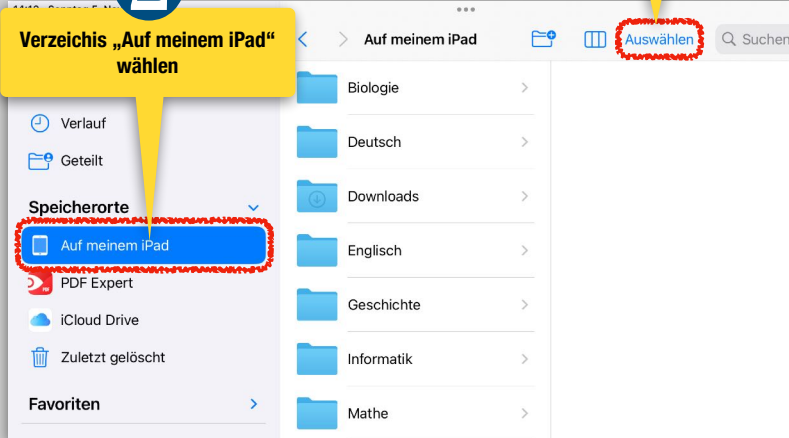 Verzeichis „Auf meinem iPad“
wählen
Auf meinem iPad
Auswählen
Suchen
Verlauf
Geteilt
Speicherorte
Auf meinem iPad
PDF Expert
iCloud Drive
Zuletzt gelöscht
Favoriten
Biologie
Deutsch
Downloads
Englisch
Geschichte
Informatik
Mathe